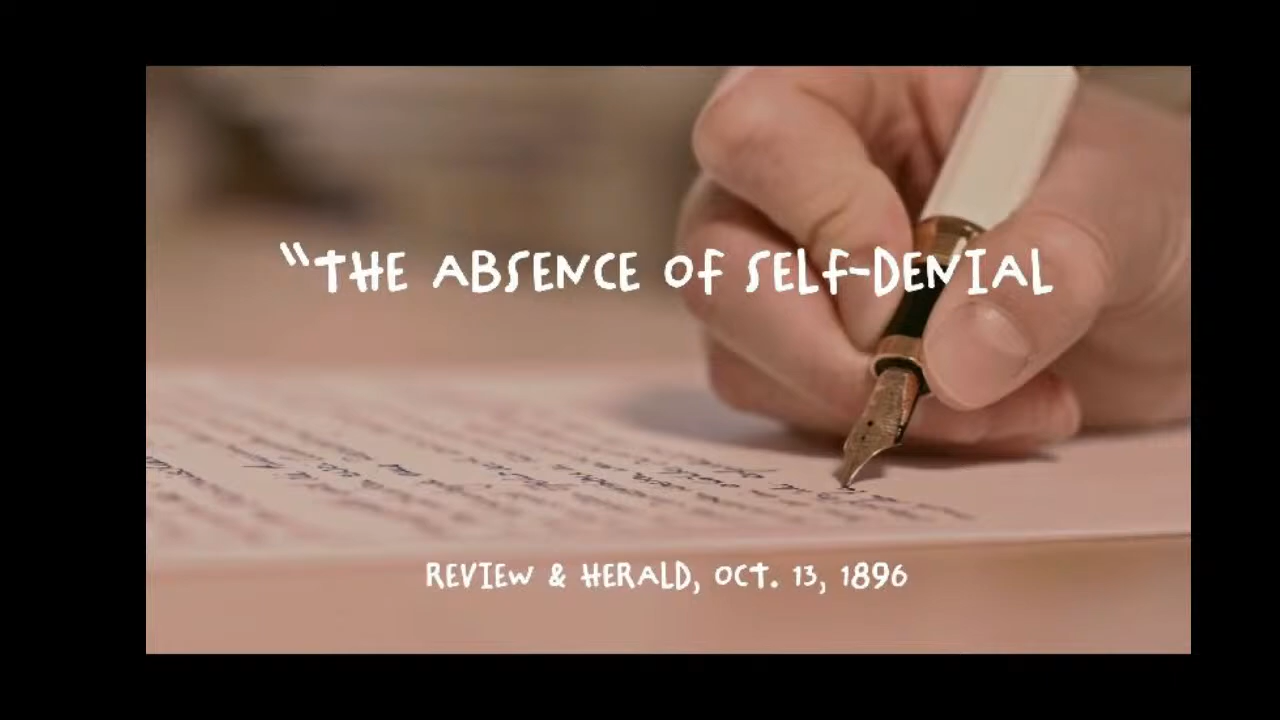 “THE ABSENCE OF SELF-DENIAL
REVIEW & HERALD, OCT. 13, 1896